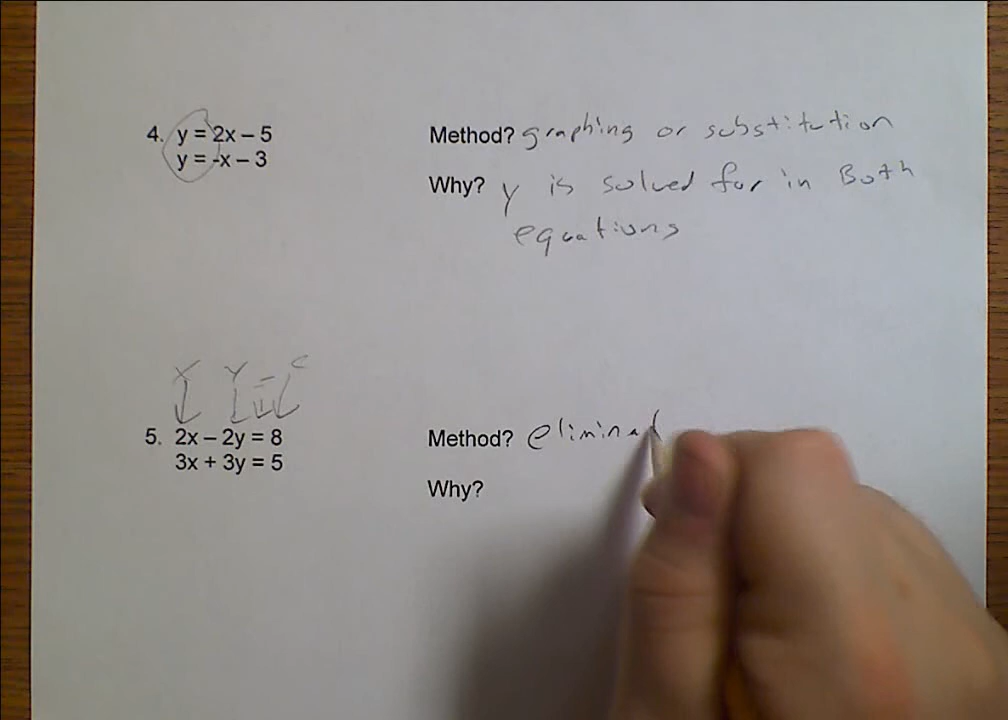 4. y = 2x – 5
y = -x – 3
Method? graphing or substitution
Why? y is solved for in Both
equations
x y = c
5. 2x – 2y = 8
3x + 3y = 5
Method? eliminat
Why?